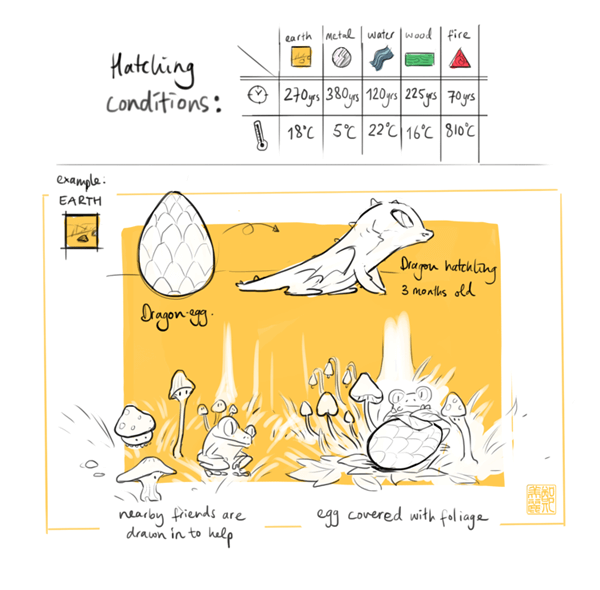 Hatching
conditions:
earth metal water wood fire
270yrs 380yrs 120yrs 225yrs 70yrs
18°C 5°C 22°C 16°C 810°C
example:
EARTH
Dragon egg.
Dragon hatchling
3 months old
nearby friends are
drawn in to help
egg covered with foliage